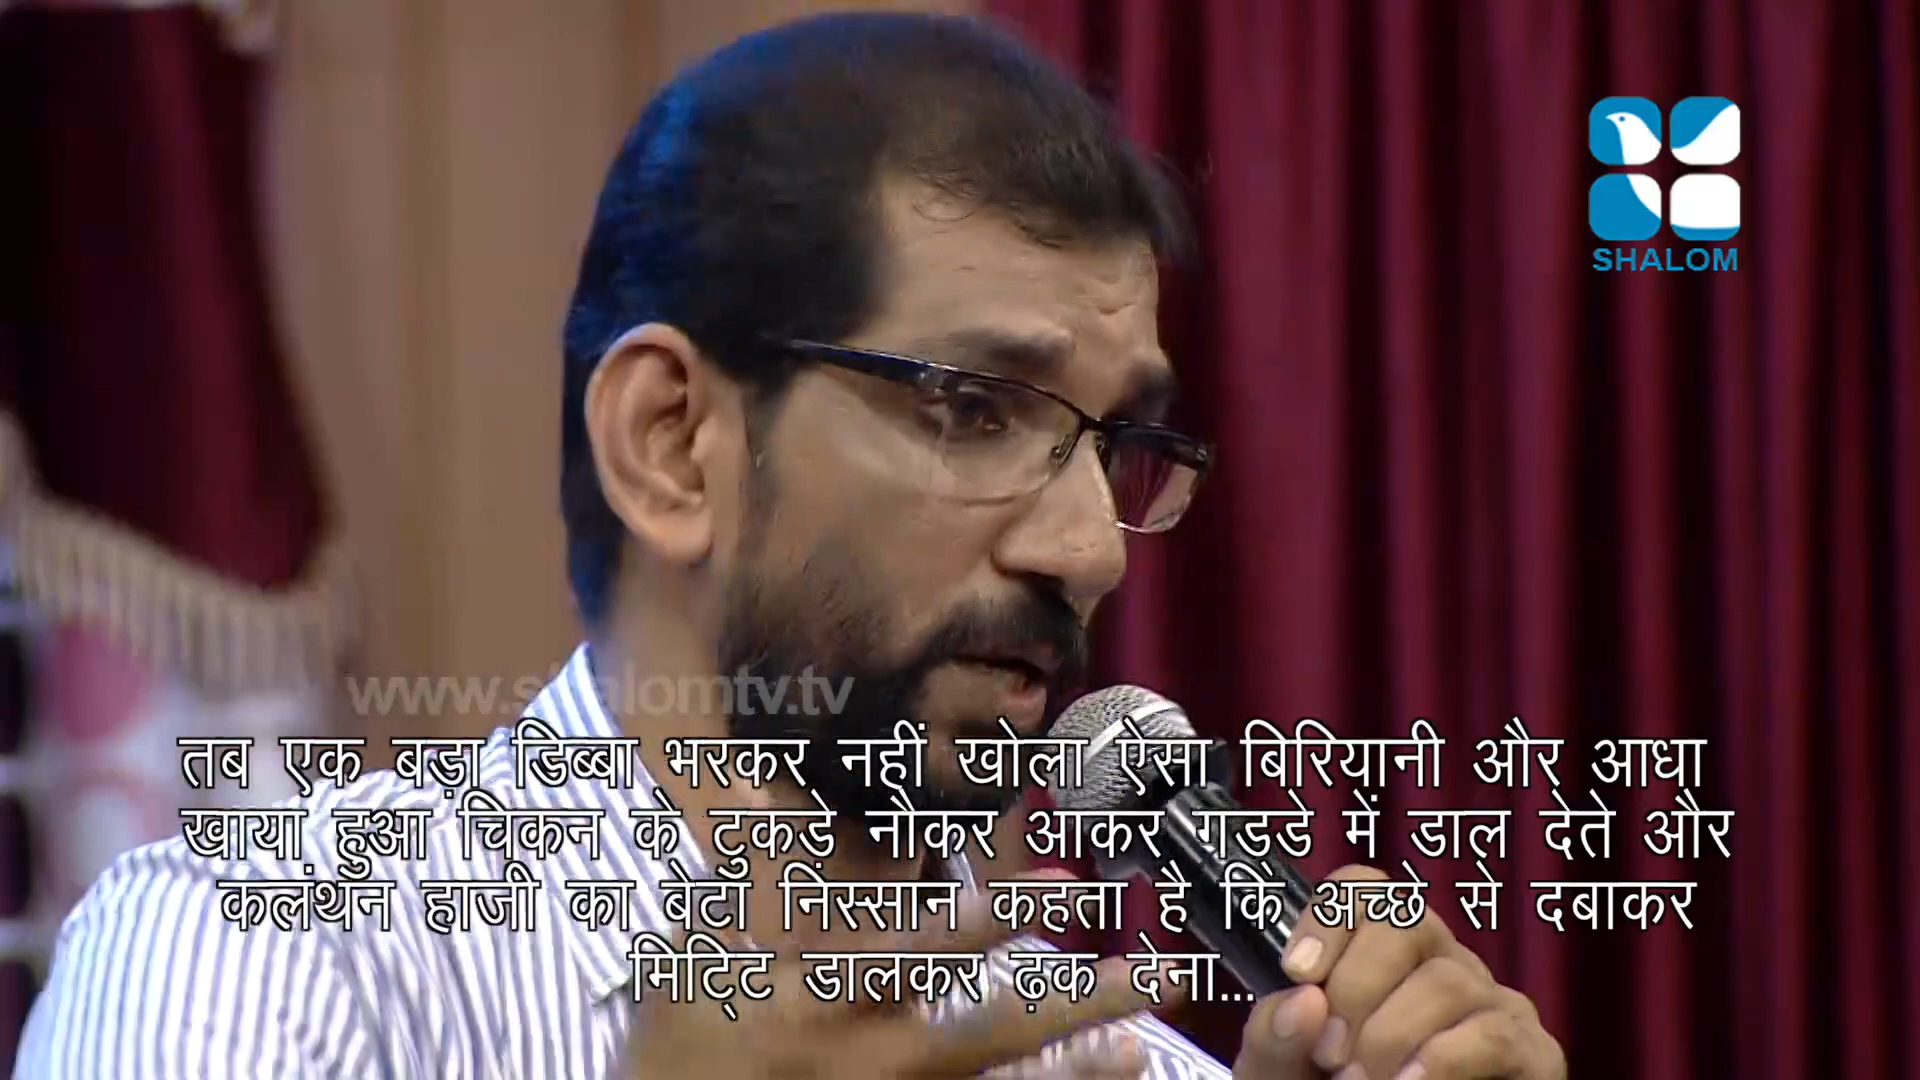 SHALOM
www.shalomtv.tv
तब एक बड़ा डिब्बा भरकर नहीं खोला ऐसा बिरियानी और आधा
खाया हुआ चिकन के टुकड़े नौकर आकर गड्डे में डाल देते और
कलंथन हाजी का बेटा निस्सान कहता है कि अच्छे से दबाकर
मिट्टि डालकर ढ़क देना...